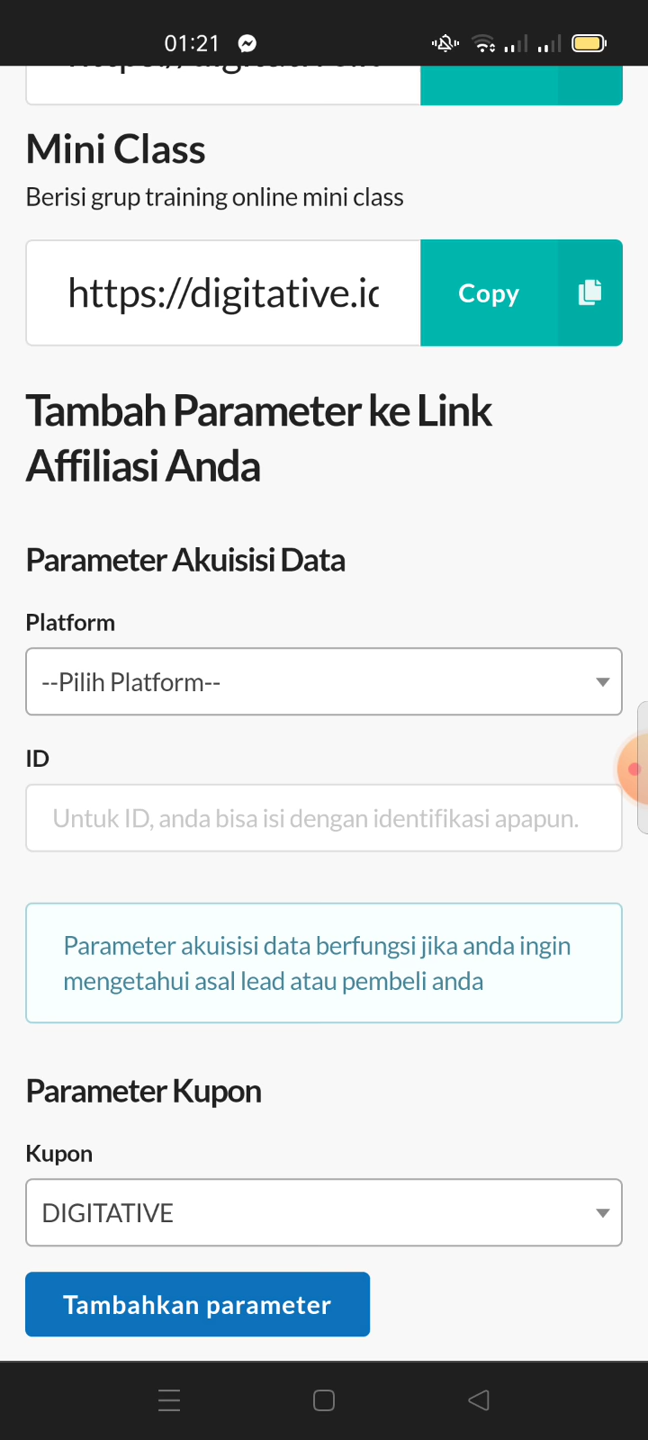 01:21
Mini Class
Berisi grup training online mini class
https://digitative.ic
Copy
Tambah Parameter ke Link
Affiliasi Anda
Parameter Akuisisi Data
Platform
--Pilih Platform--
ID
Untuk ID, anda bisa isi dengan identifikasi apapun.
Parameter akuisisi data berfungsi jika anda ingin
mengetahui asal lead atau pembeli anda
Parameter Kupon
Kupon
DIGITATIVE
Tambahkan parameter